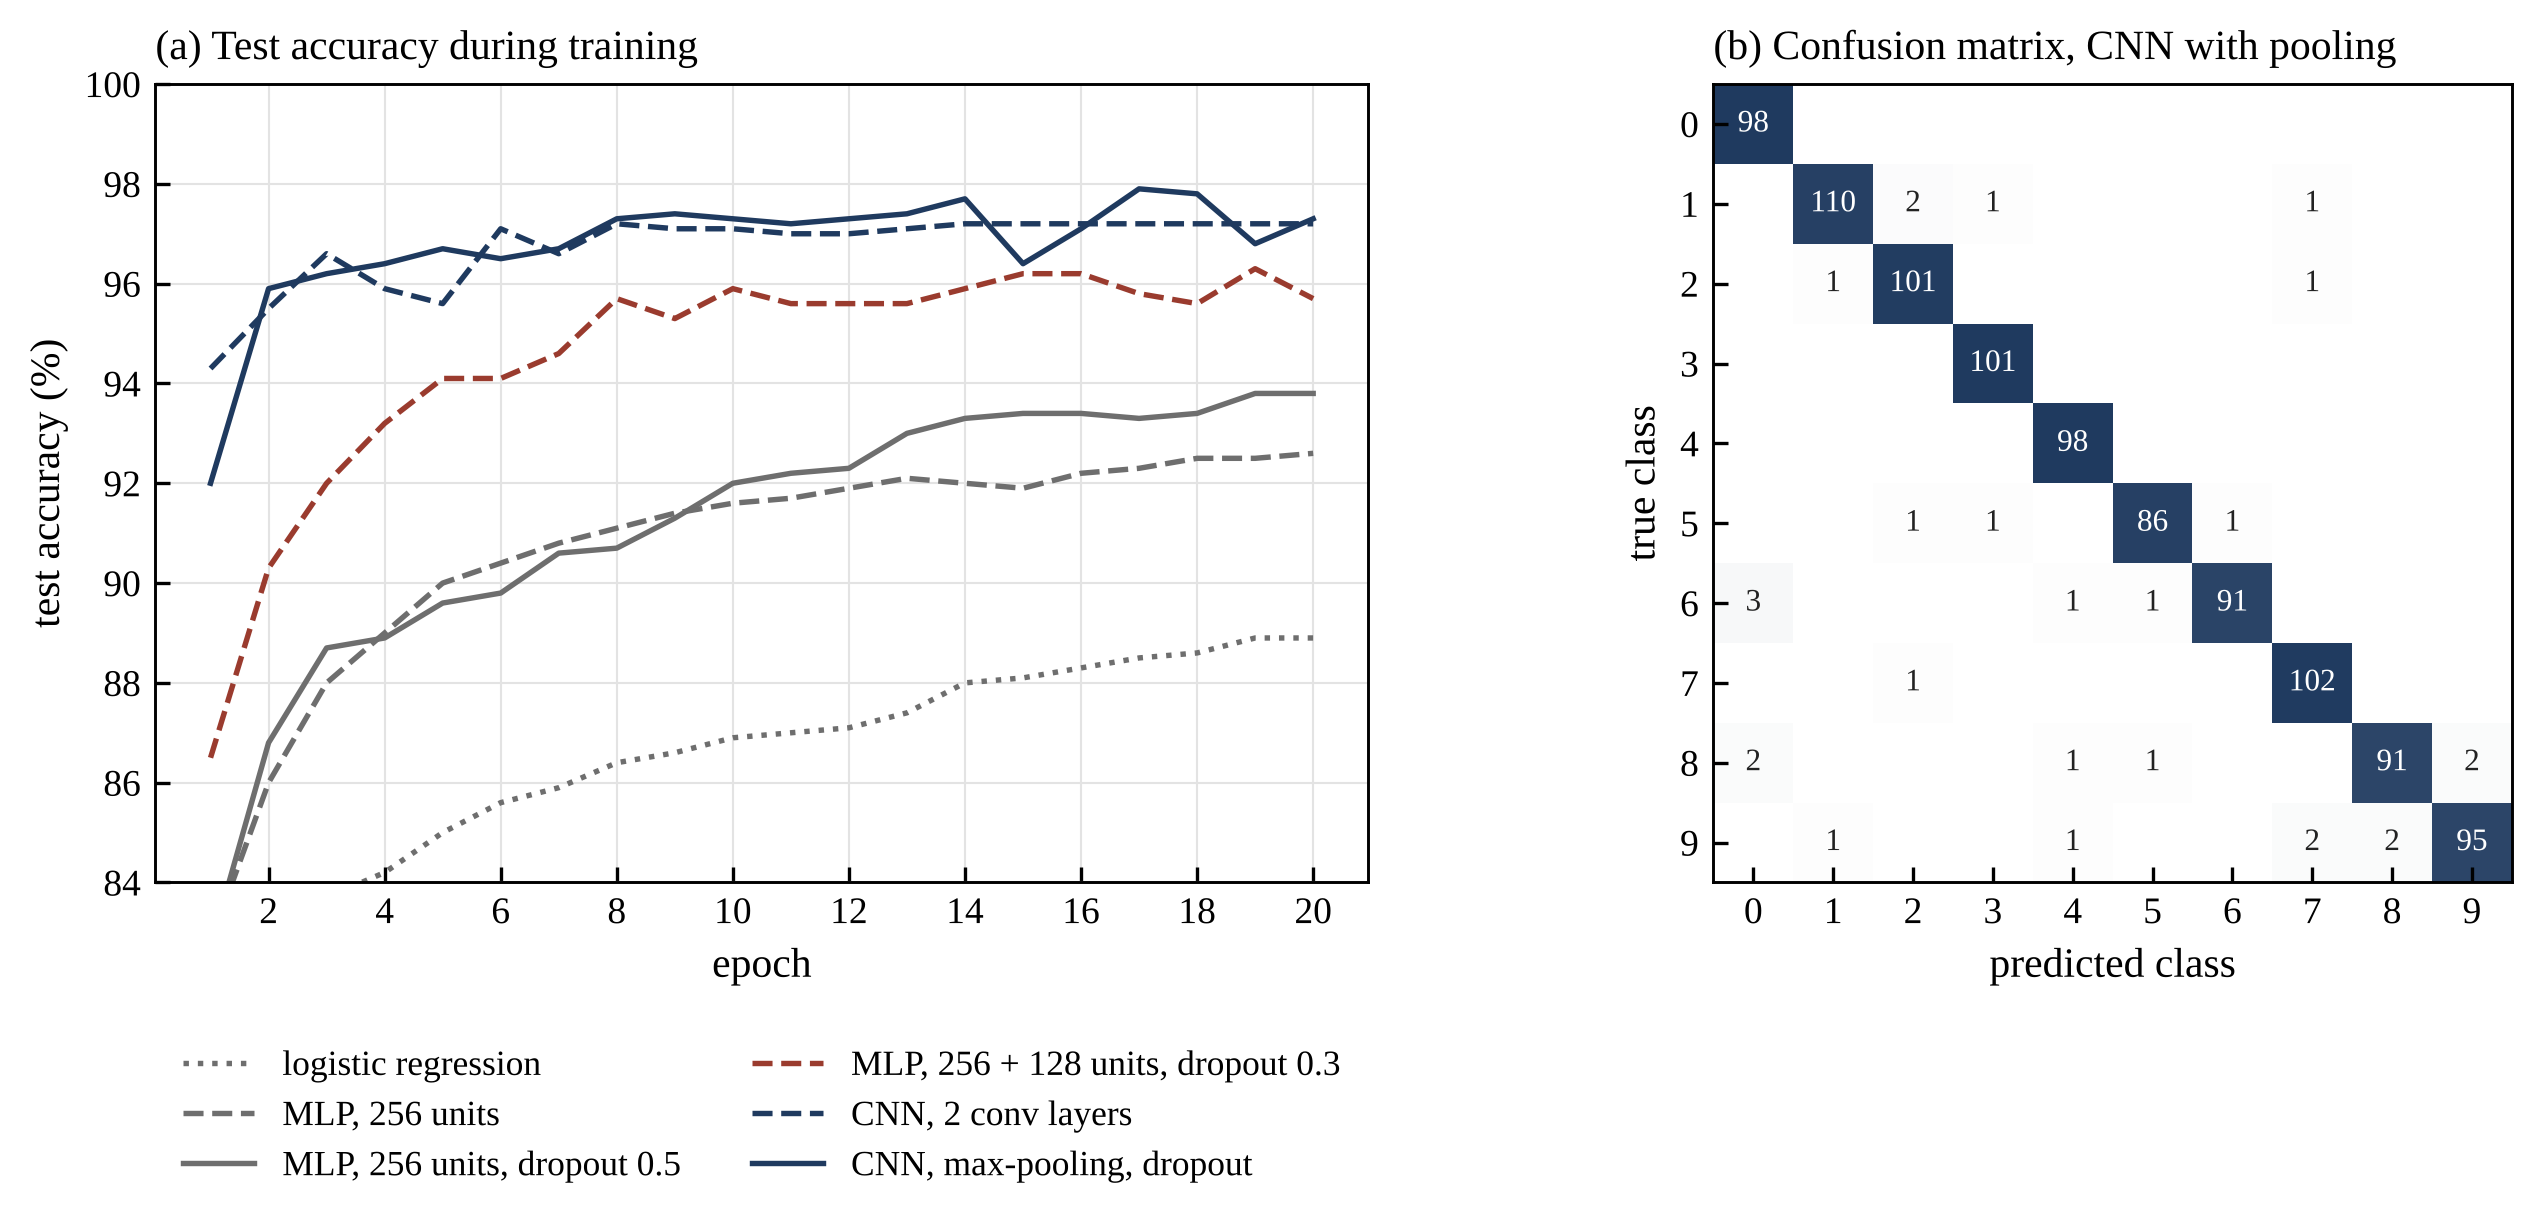 (a) Test accuracy during training
100
98
96
94
92
90
88
86
84
test accuracy (%)
2 4 6 8 10 12 14 16 18 20
epoch
logistic regression
MLP, 256 units
MLP, 256 units, dropout 0.5
MLP, 256 + 128 units, dropout 0.3
CNN, 2 conv layers
CNN, max-pooling, dropout
(b) Confusion matrix, CNN with pooling
true class
0 98
1 110 2 1 1
2 1 101 1
3 101
4 98
5 1 1 86 1
6 3 1 1 91
7 1 102
8 2 1 1 91 2
9 1 1 2 2 95
0 1 2 3 4 5 6 7 8 9
predicted class